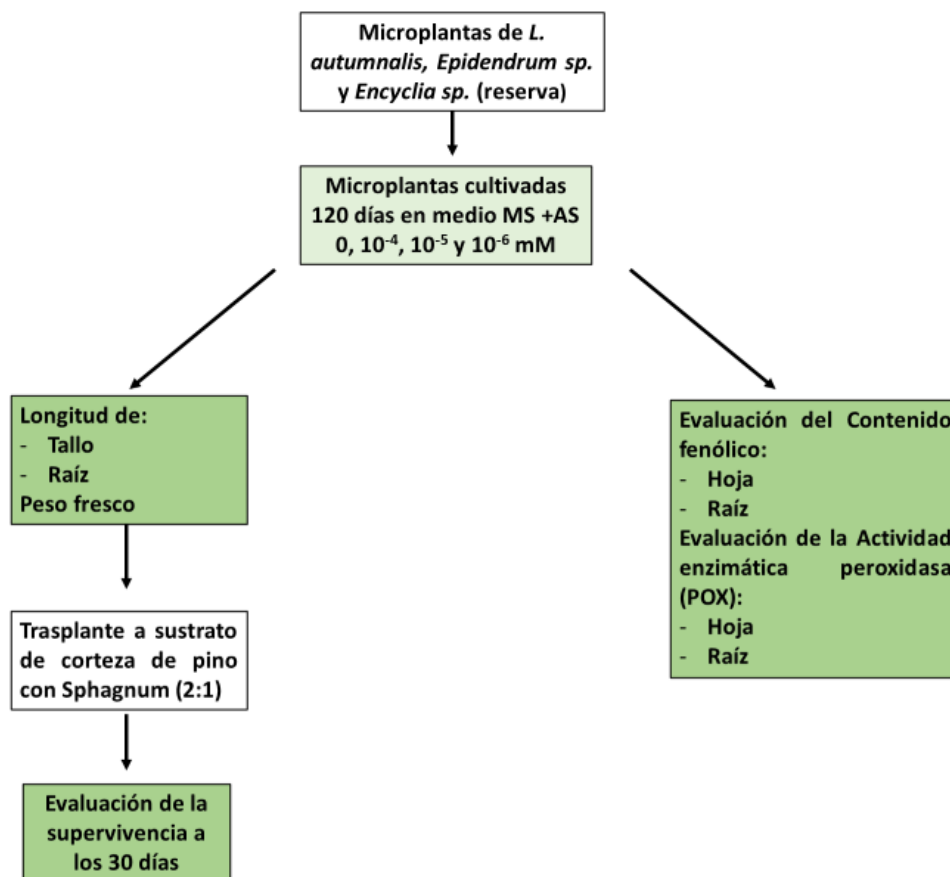 Microplantas de L.
autumnalis, Epidendrum sp.
y Encyclia sp. (reserva)
Microplantas cultivadas
120 días en medio MS +AS
0, 10⁻⁴, 10⁻⁵ y 10⁻⁶ mM
Longitud de:
- Tallo
- Raíz
Peso fresco
Trasplante a sustrato
de corteza de pino
con Sphagnum (2:1)
Evaluación de la
supervivencia a
los 30 días
Evaluación del Contenido
fenólico:
- Hoja
- Raíz
Evaluación de la Actividad
enzimática peroxidasa
(POX):
- Hoja
- Raíz